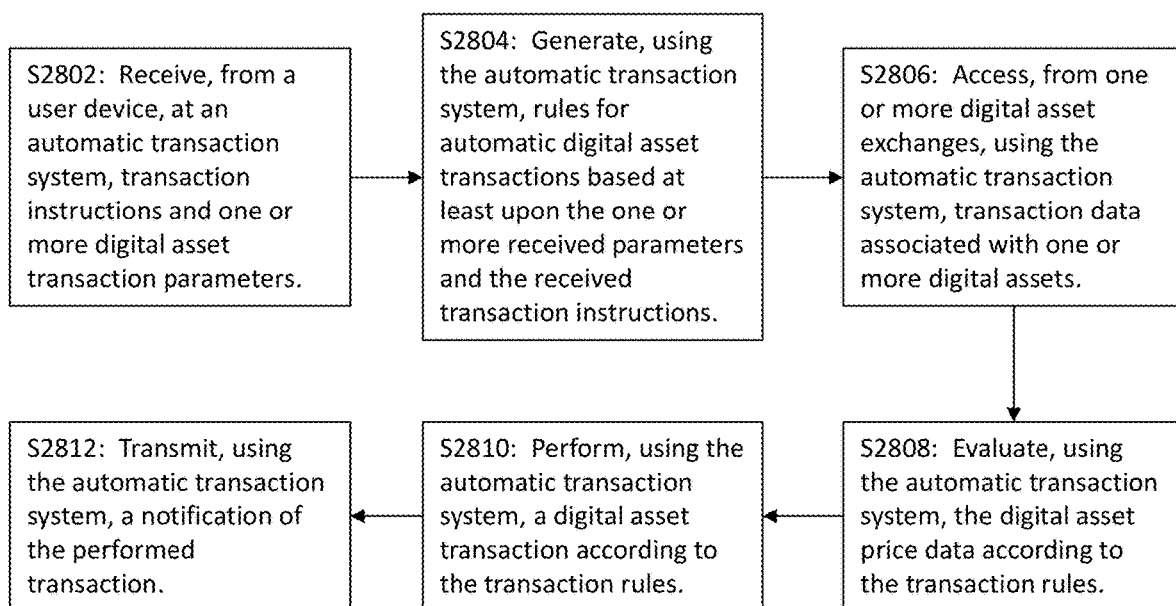 S2802: Receive, from a
user device, at an
automatic transaction
system, transaction
instructions and one or
more digital asset
transaction parameters.
S2804: Generate, using
the automatic transaction
system, rules for
automatic digital asset
transactions based at
least upon the one or
more received parameters
and the received
transaction instructions.
S2806: Access, from one
or more digital asset
exchanges, using the
automatic transaction
system, transaction data
associated with one or
more digital assets.
S2808: Evaluate, using
the automatic transaction
system, the digital asset
price data according to
the transaction rules.
S2810: Perform, using the
automatic transaction
system, a digital asset
transaction according to
the transaction rules.
S2812: Transmit, using
the automatic transaction
system, a notification of
the performed
transaction.